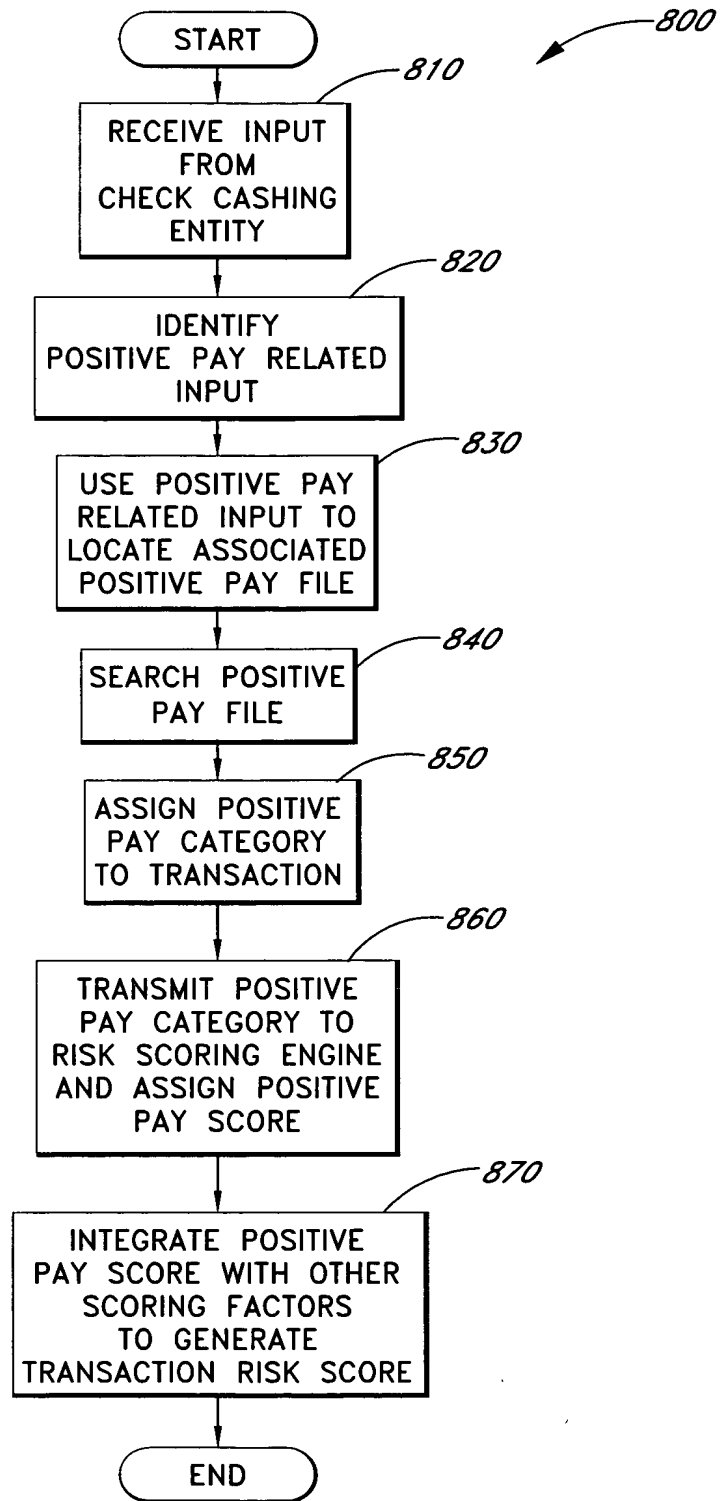 START
800
810
RECEIVE INPUT
FROM
CHECK CASHING
ENTITY
820
IDENTIFY
POSITIVE PAY RELATED
INPUT
830
USE POSITIVE PAY
RELATED INPUT TO
LOCATE ASSOCIATED
POSITIVE PAY FILE
840
SEARCH POSITIVE
PAY FILE
850
ASSIGN POSITIVE
PAY CATEGORY
TO TRANSACTION
860
TRANSMIT POSITIVE
PAY CATEGORY TO
RISK SCORING ENGINE
AND ASSIGN POSITIVE
PAY SCORE
870
INTEGRATE POSITIVE
PAY SCORE WITH OTHER
SCORING FACTORS
TO GENERATE
TRANSACTION RISK SCORE
END